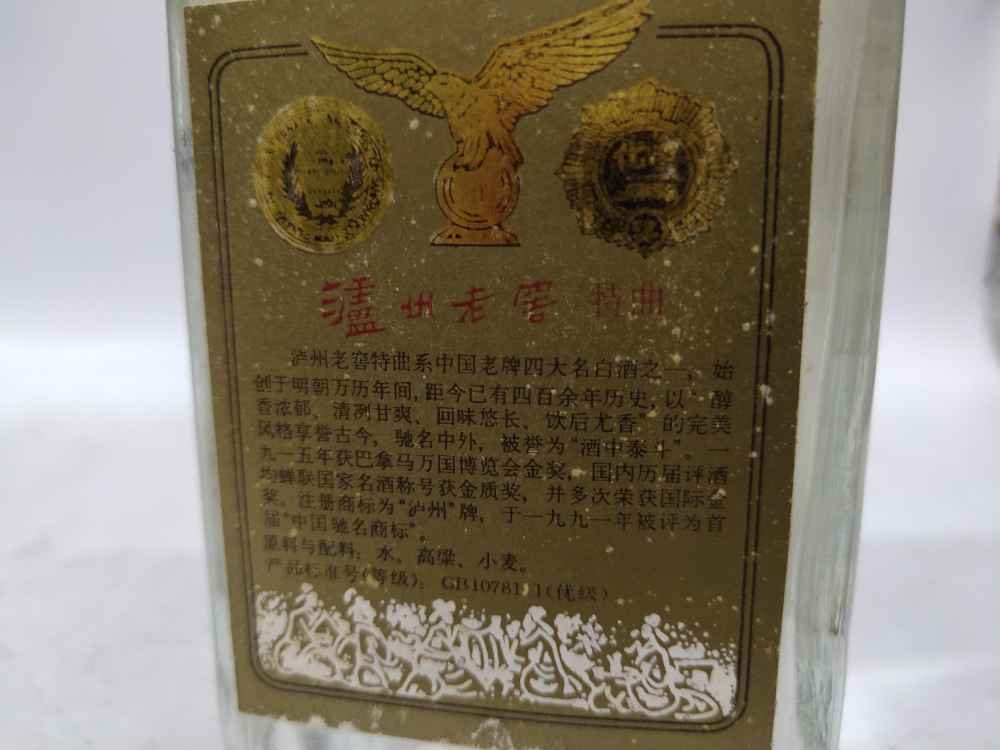 泸州老窖 特曲
泸州老窖特曲系中国老牌四大名白酒之一，始
创于明朝万历年间,距今已有四百余年历史,以“醇
香浓郁、清冽甘爽、回味悠长、饮后尤香”的完美
风格享誉古今，驰名中外，被誉为“酒中泰斗”。一
九一五年获巴拿马万国博览会金奖，国内历届评酒
均蝉联国家名酒称号获金质奖，并多次荣获国际金
奖。注册商标为“泸州”牌，于一九九一年被评为首
届“中国驰名商标”。
原料与配料：水、高粱、小麦。
产品标准号(等级)：GB10781.1(优级)